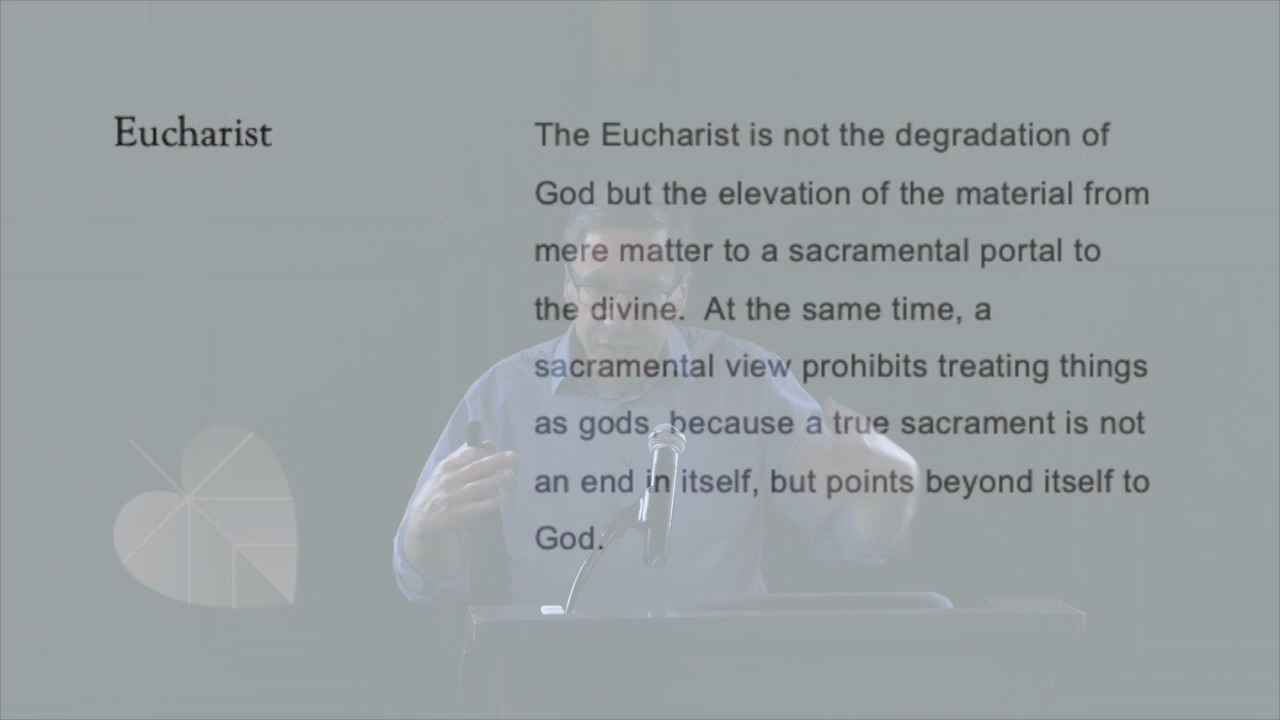 Eucharist
The Eucharist is not the degradation of
God but the elevation of the material from
mere matter to a sacramental portal to
the divine.  At the same time, a
sacramental view prohibits treating things
as gods, because a true sacrament is not
an end in itself, but points beyond itself to
God.